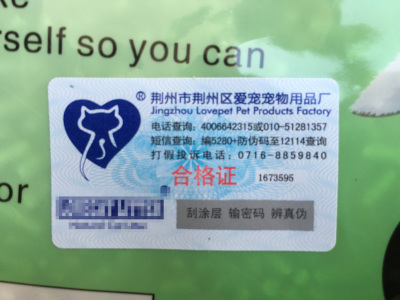 rself so you can
® 荆州市荆州区爱宠宠物用品厂
Jingzhou Lovepet Pet Products Factory
电话查询：4006642315或010-51281357
短信查询：编5280+防伪码至12114查询
打假投诉电话：0716-8859840
合格证
1673595
or
刮涂层 输密码 辨真伪